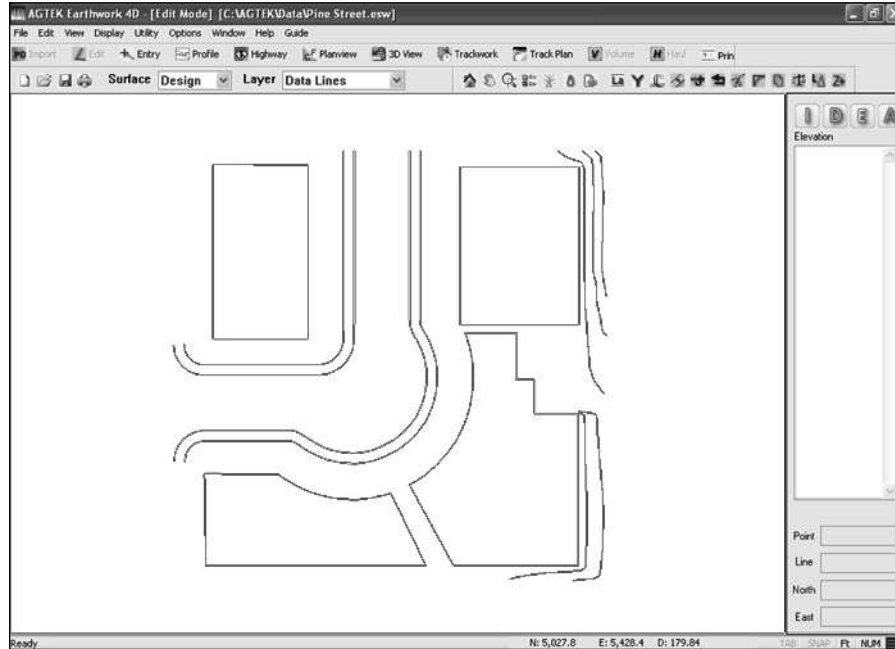 AGTEK Earthwork 4D - [Edit Mode] [C:\AGTEK\Data\Pine Street.esw]
File Edit View Display Utility Options Window Help Guide
Import Edit Entry Profile Highway Planview 3D View Trackwork Track Plan Volume Haul Prin
Surface Design Layer Data Lines
I D E A
Elevation
Point
Line
North
East
Ready N: 5,027.8 E: 5,428.4 D: 179.84 TAB SNAP Ft NUM